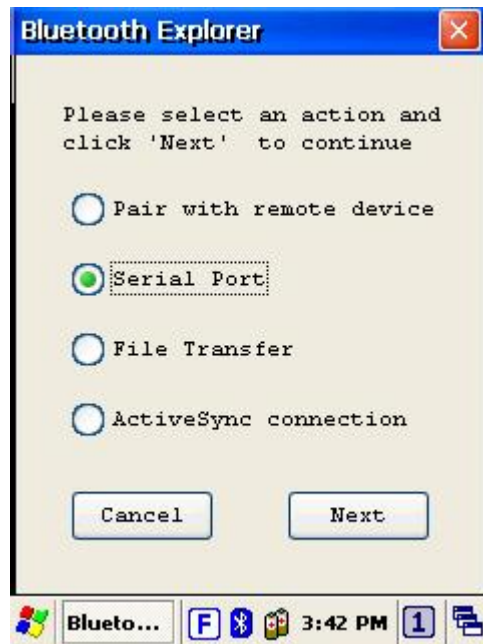 Bluetooth Explorer
Please select an action and
click 'Next' to continue
Pair with remote device
Serial Port
File Transfer
ActiveSync connection
Cancel Next
Blueto... F 3:42 PM 1